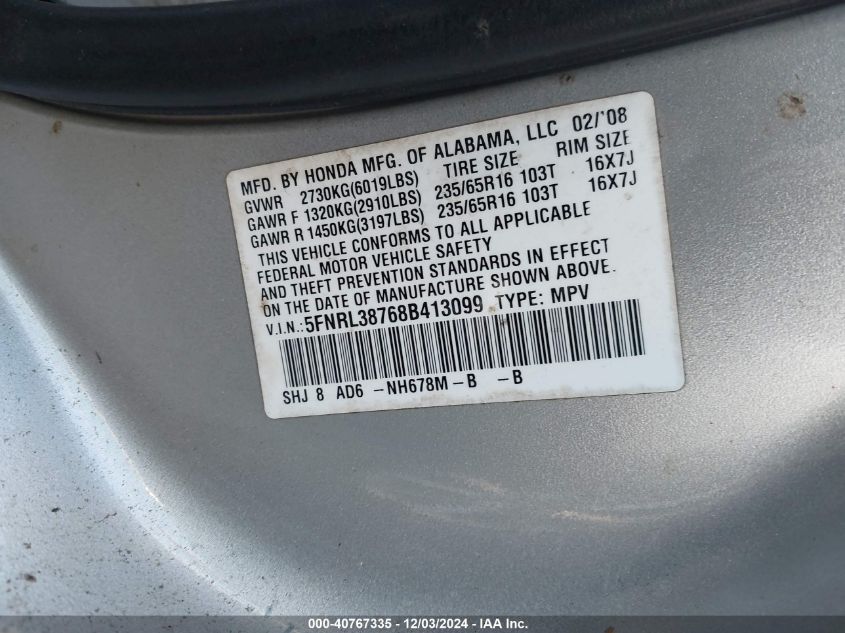 MFD. BY HONDA MFG. OF ALABAMA, LLC 02/'08
GVWR 2730KG(6019LBS) TIRE SIZE RIM SIZE
GAWR F 1320KG(2910LBS) 235/65R16 103T 16X7J
GAWR R 1450KG(3197LBS) 235/65R16 103T 16X7J
THIS VEHICLE CONFORMS TO ALL APPLICABLE
FEDERAL MOTOR VEHICLE SAFETY
AND THEFT PREVENTION STANDARDS IN EFFECT
ON THE DATE OF MANUFACTURE SHOWN ABOVE.
V.I.N.:5FNRL38768B413099 TYPE: MPV
SHJ 8 AD6 -NH678M-B -B
000-40767335 - 12/03/2024 - IAA Inc.